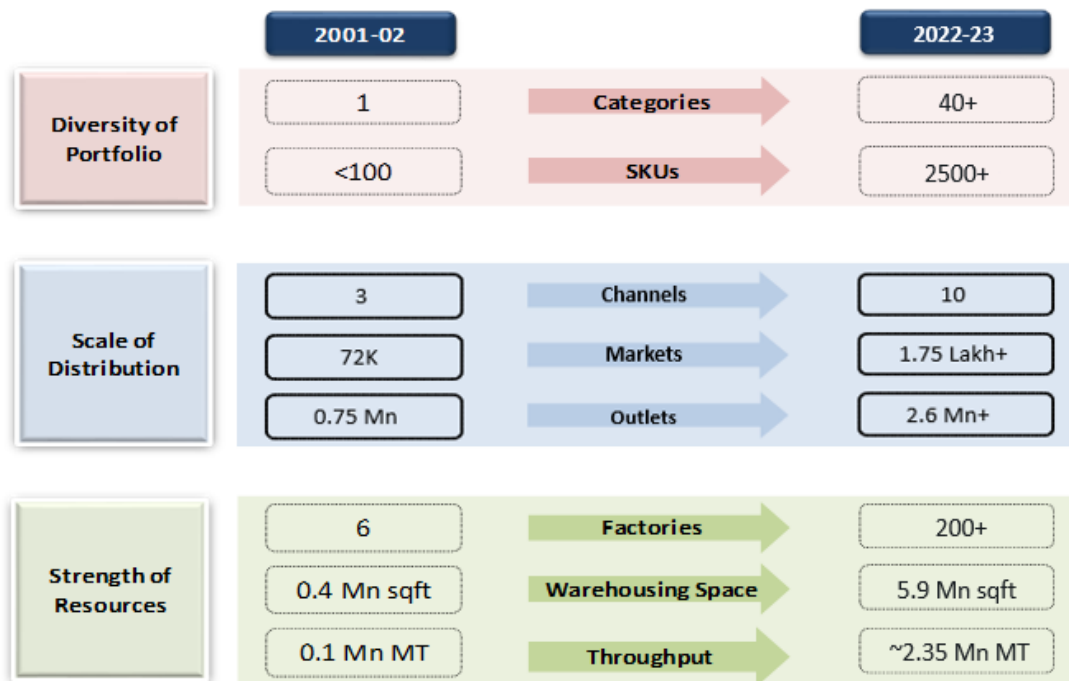 2001-02
2022-23
Diversity of
Portfolio
1
Categories
40+
<100
SKUs
2500+
Scale of
Distribution
3
Channels
10
72K
Markets
1.75 Lakh+
0.75 Mn
Outlets
2.6 Mn+
Strength of
Resources
6
Factories
200+
0.4 Mn sqft
Warehousing Space
5.9 Mn sqft
0.1 Mn MT
Throughput
~2.35 Mn MT